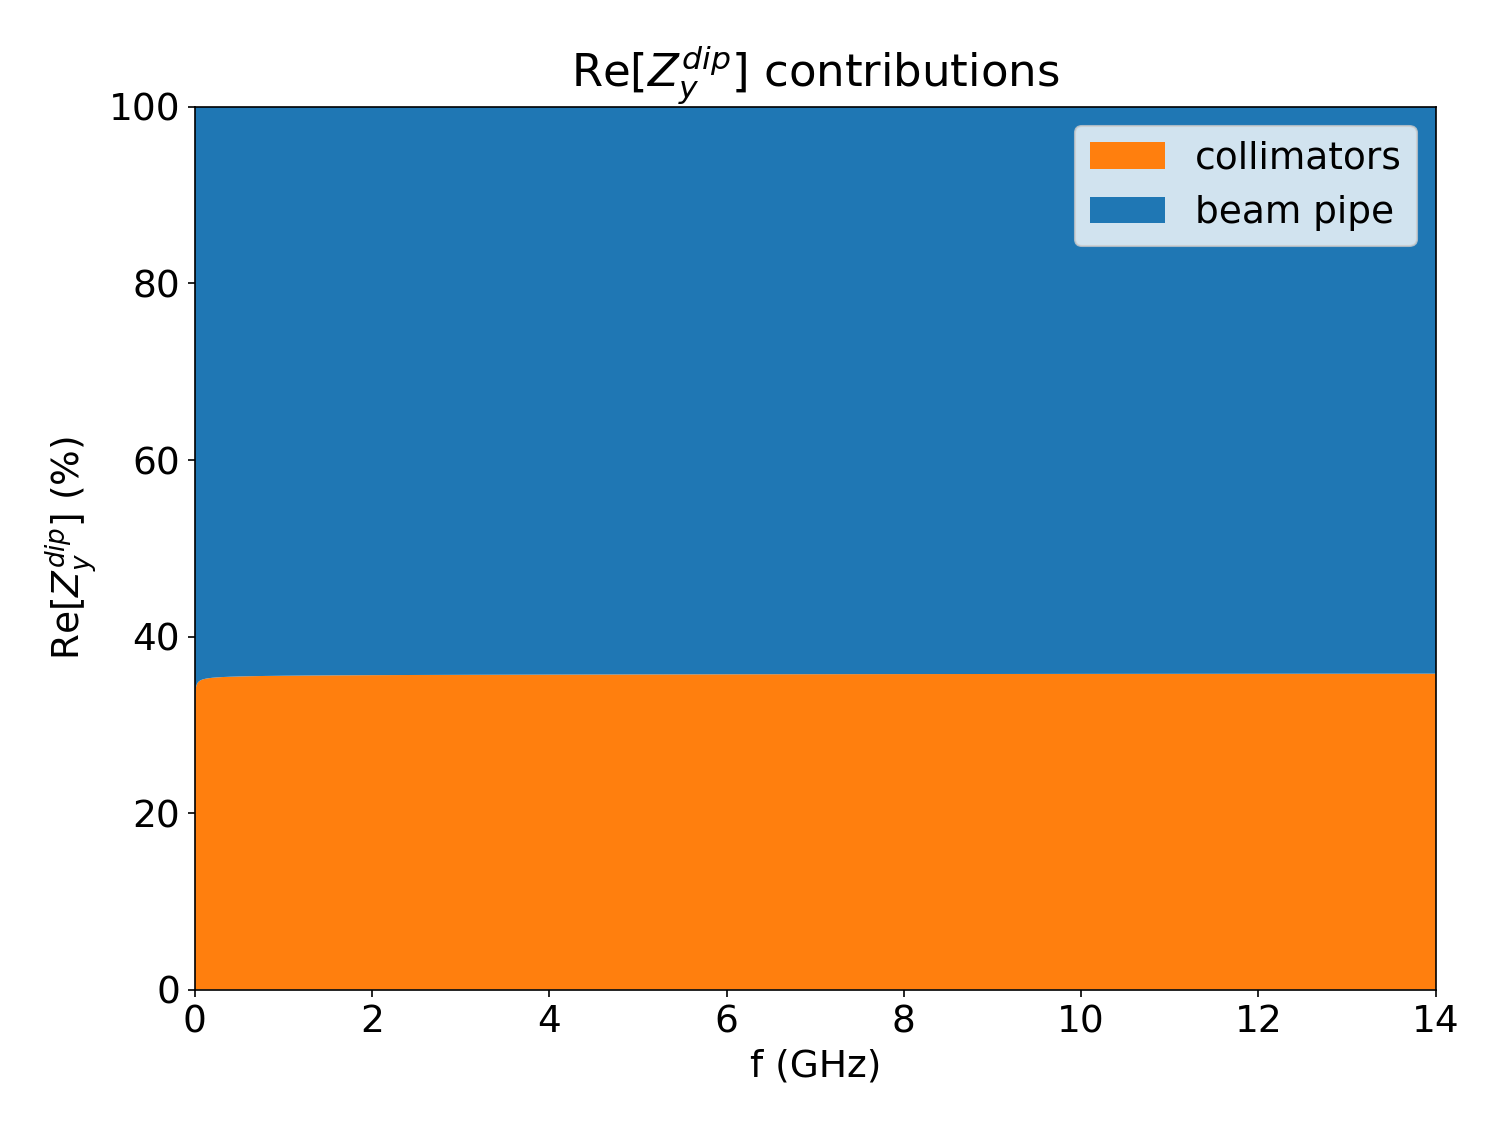 Re[Z_y^{dip}] contributions
100
80
60
40
20
0
Re[Z_y^{dip}] (%)
collimators
beam pipe
0 2 4 6 8 10 12 14
f (GHz)